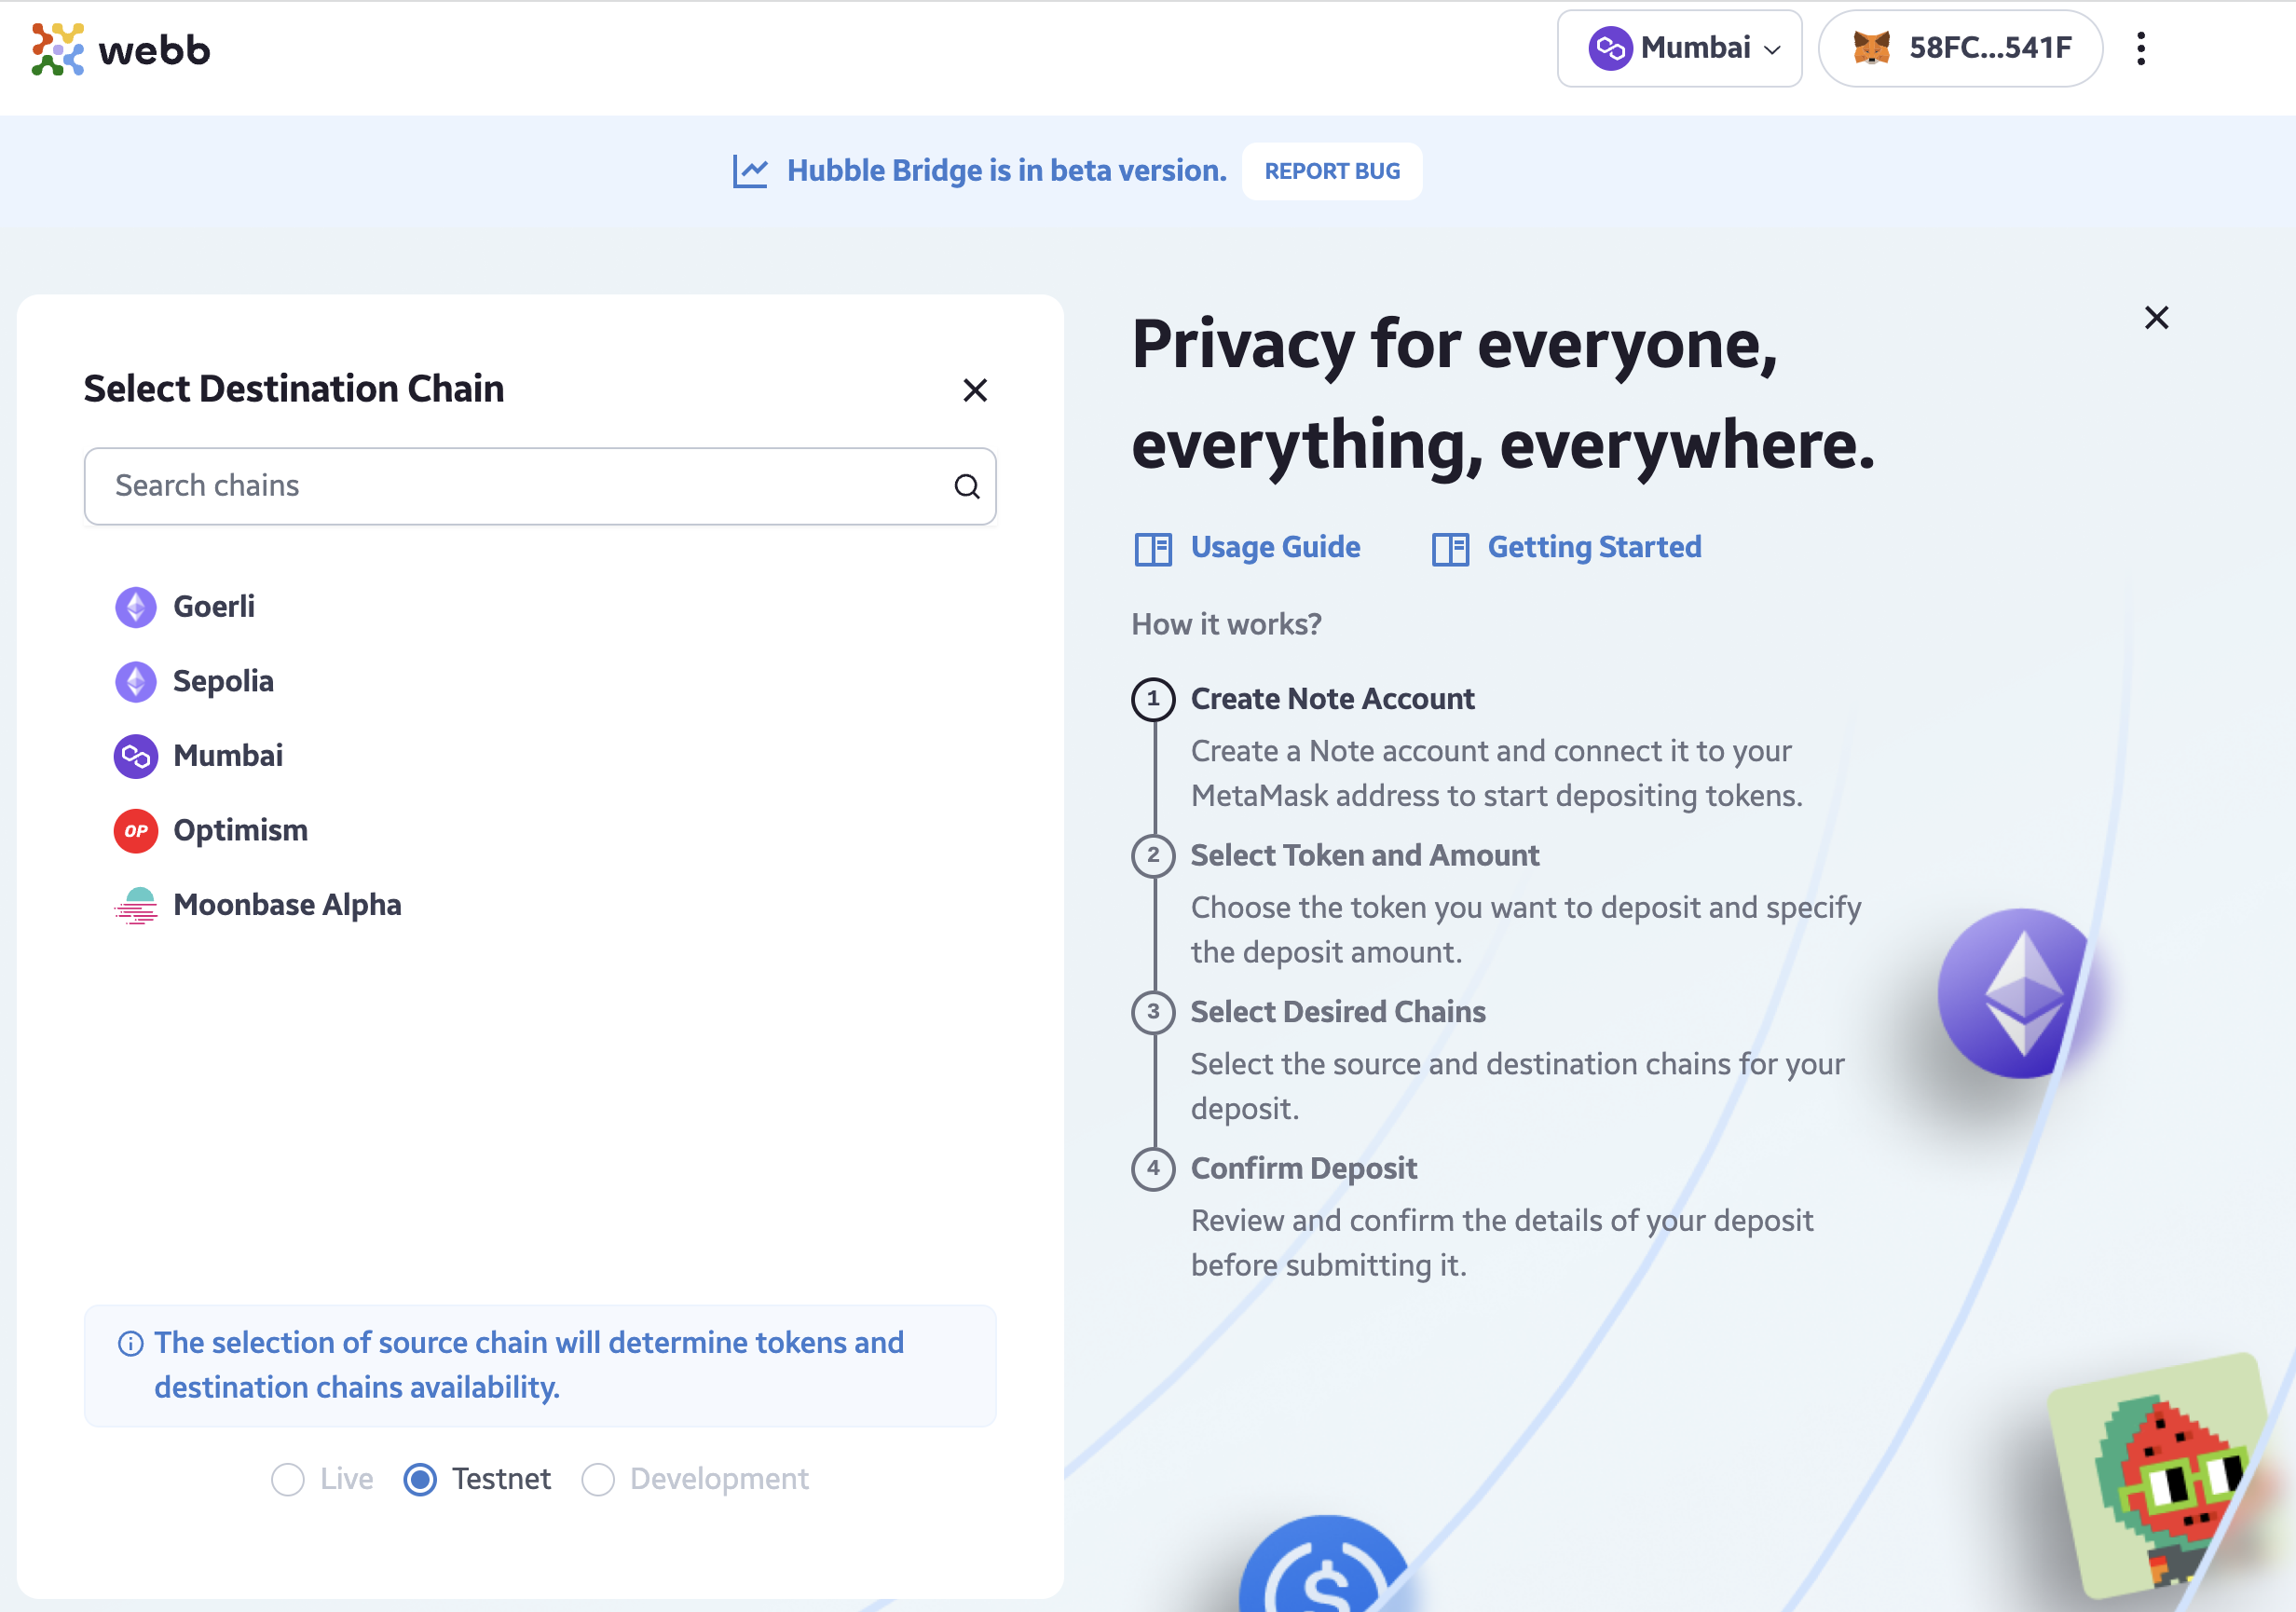 webb
Mumbai
58FC...541F
Hubble Bridge is in beta version.
REPORT BUG
Select Destination Chain
Search chains
Goerli
Sepolia
Mumbai
OP
Optimism
Moonbase Alpha
The selection of source chain will determine tokens and
destination chains availability.
Live
Testnet
Development
Privacy for everyone,
everything, everywhere.
Usage Guide
Getting Started
How it works?
1
Create Note Account
Create a Note account and connect it to your
MetaMask address to start depositing tokens.
2
Select Token and Amount
Choose the token you want to deposit and specify
the deposit amount.
3
Select Desired Chains
Select the source and destination chains for your
deposit.
4
Confirm Deposit
Review and confirm the details of your deposit
before submitting it.
$